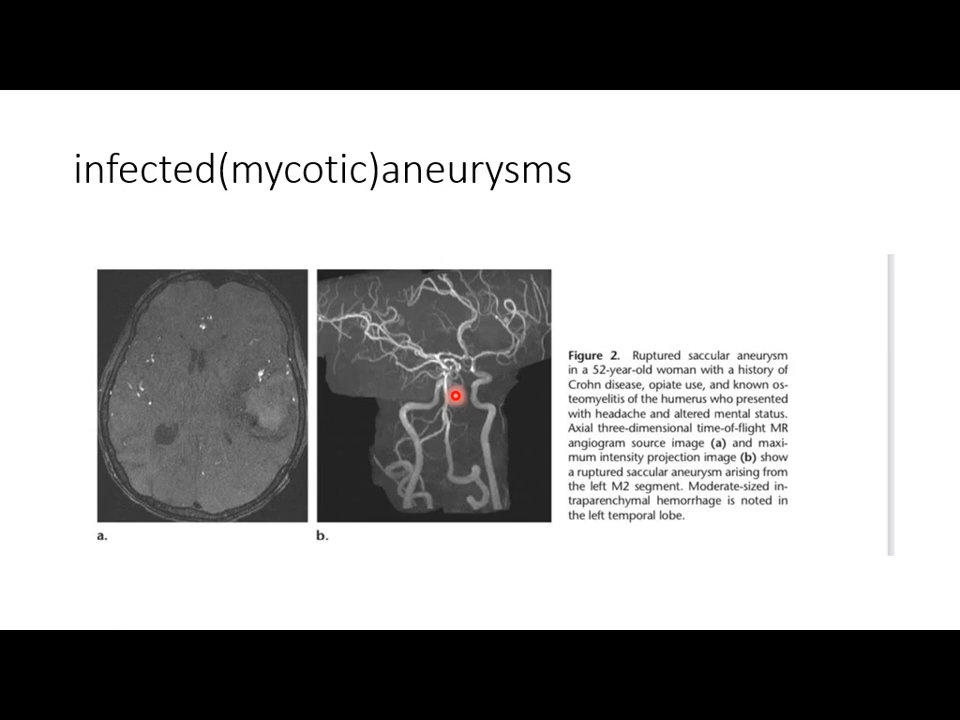 infected(mycotic)aneurysms
Figure 2. Ruptured saccular aneurysm
in a 52-year-old woman with a history of
Crohn disease, opiate use, and known os-
teomyelitis of the humerus who presented
with headache and altered mental status.
Axial three-dimensional time-of-flight MR
angiogram source image (a) and maxi-
mum intensity projection image (b) show
a ruptured saccular aneurysm arising from
the left M2 segment. Moderate-sized in-
traparenchymal hemorrhage is noted in
the left temporal lobe.
a.
b.